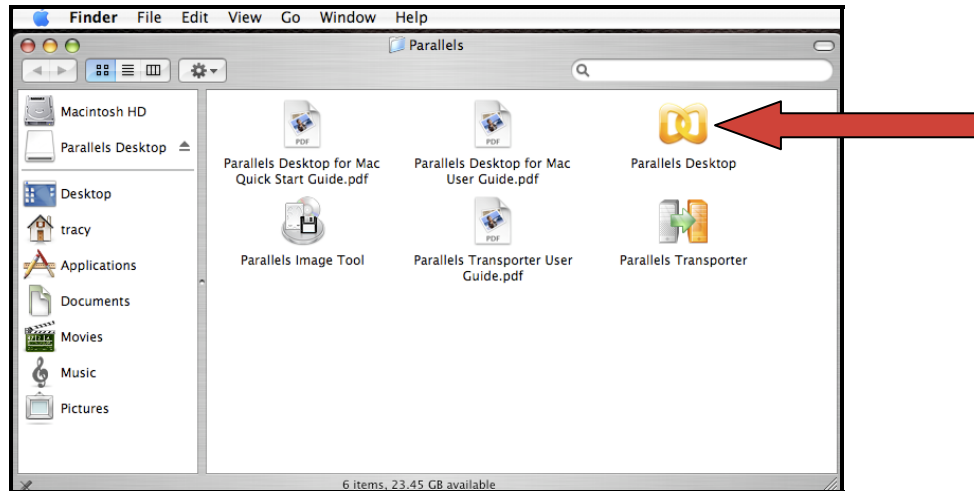 Finder File Edit View Go Window Help
Parallels
Macintosh HD
Parallels Desktop
Desktop
tracy
Applications
Documents
Movies
Music
Pictures
PDF
Parallels Desktop for Mac
Quick Start Guide.pdf
PDF
Parallels Desktop for Mac
User Guide.pdf
Parallels Desktop
Parallels Image Tool
PDF
Parallels Transporter User
Guide.pdf
Parallels Transporter
6 items, 23.45 GB available